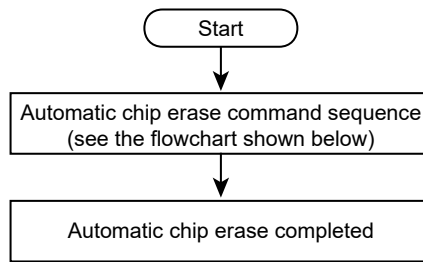 Start
Automatic chip erase command sequence
(see the flowchart shown below)
Automatic chip erase completed